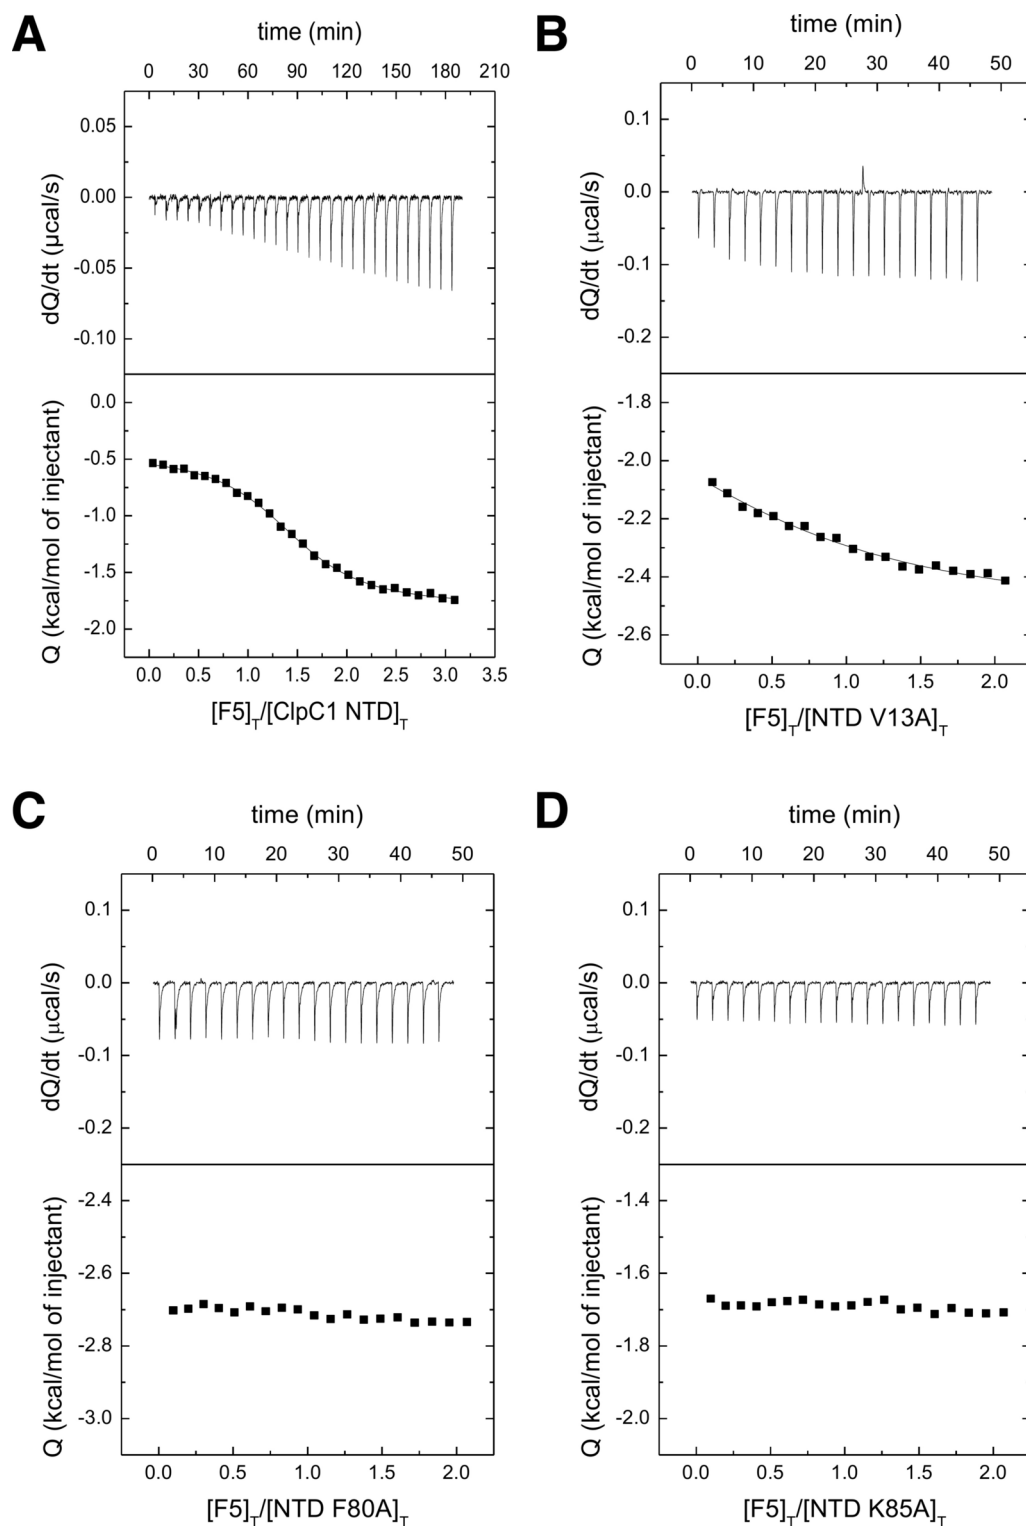 A
time (min)
0 30 60 90 120 150 180 210
0.05
0.00
-0.05
-0.10
dQ/dt (µcal/s)
0.0
-0.5
-1.0
-1.5
-2.0
Q (kcal/mol of injectant)
0.0 0.5 1.0 1.5 2.0 2.5 3.0 3.5
[F5]T/[ClpC1 NTD]T
B
time (min)
0 10 20 30 40 50
0.1
0.0
-0.1
-0.2
dQ/dt (µcal/s)
-1.8
-2.0
-2.2
-2.4
-2.6
Q (kcal/mol of injectant)
0.0 0.5 1.0 1.5 2.0
[F5]T/[NTD V13A]T
C
time (min)
0 10 20 30 40 50
0.1
0.0
-0.1
-0.2
dQ/dt (µcal/s)
-2.4
-2.6
-2.8
-3.0
Q (kcal/mol of injectant)
0.0 0.5 1.0 1.5 2.0
[F5]T/[NTD F80A]T
D
time (min)
0 10 20 30 40 50
0.1
0.0
-0.1
-0.2
dQ/dt (µcal/s)
-1.4
-1.6
-1.8
-2.0
Q (kcal/mol of injectant)
0.0 0.5 1.0 1.5 2.0
[F5]T/[NTD K85A]T